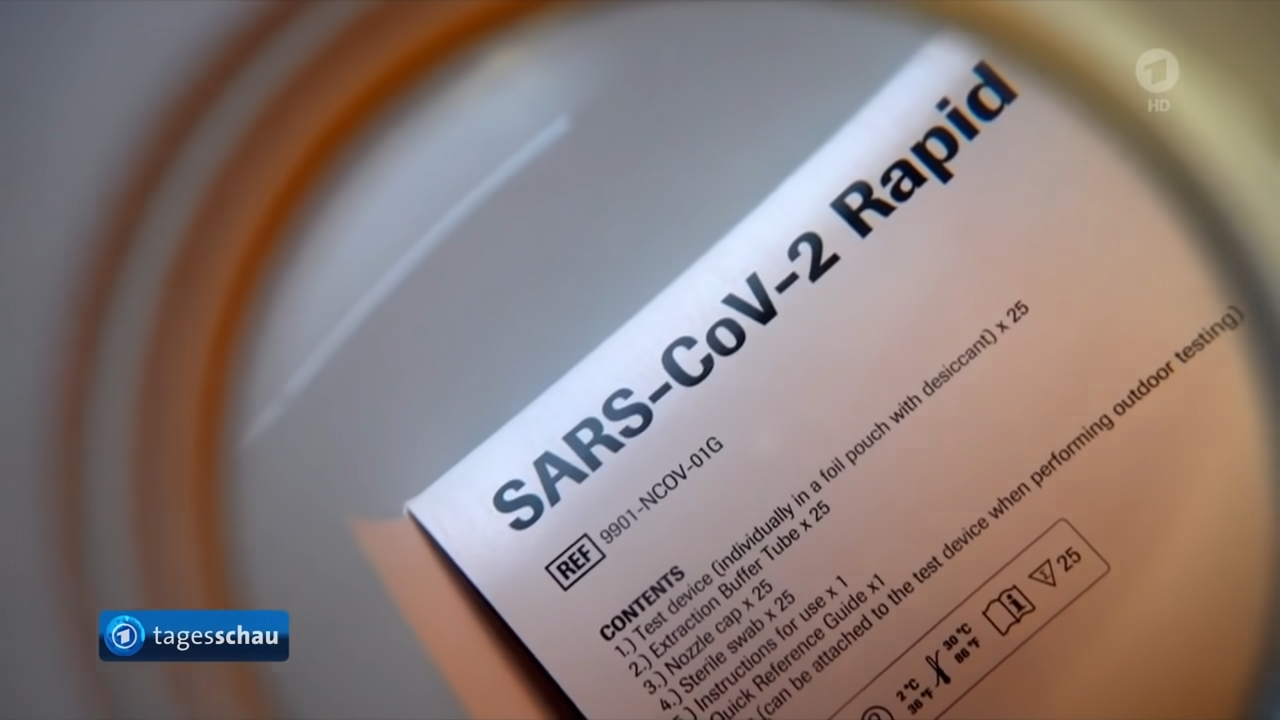 HD
SARS-CoV-2 Rapid
REF 9901-NCOV-01G
CONTENTS
1.) Test device (individually in a foil pouch with desiccant) x 25
2.) Extraction Buffer Tube x 25
3.) Nozzle cap x 25
4.) Sterile swab x 25
5.) Instructions for use x 1
Quick Reference Guide x1
(can be attached to the test device when performing outdoor testing)
2 °C
36 °F
30 °C
86 °F
25
1 tagesschau